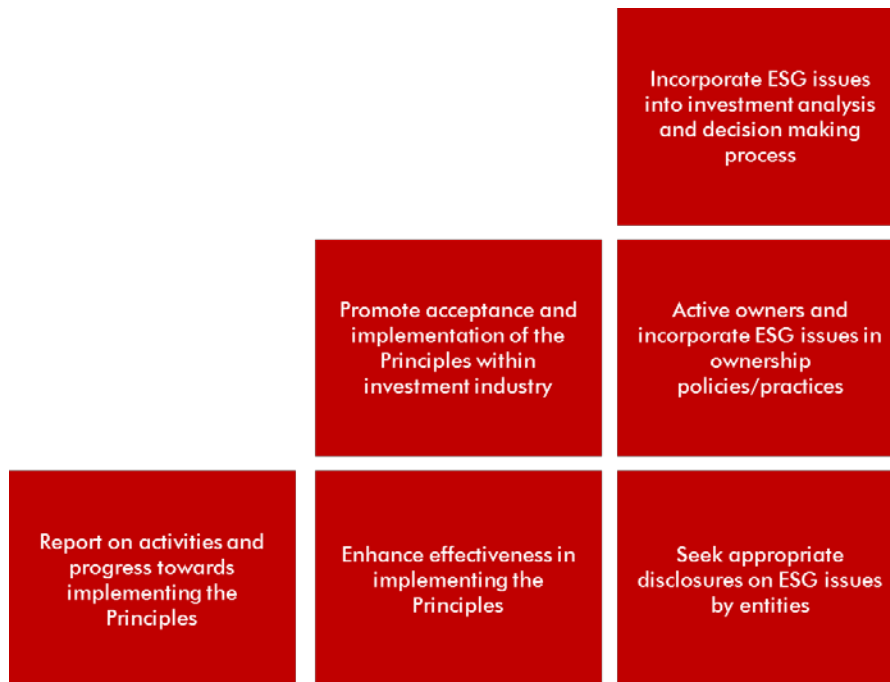 Incorporate ESG issues
into investment analysis
and decision making
process
Promote acceptance and
implementation of the
Principles within
investment industry
Active owners and
incorporate ESG issues in
ownership
policies/practices
Report on activities and
progress towards
implementing the
Principles
Enhance effectiveness in
implementing the
Principles
Seek appropriate
disclosures on ESG issues
by entities